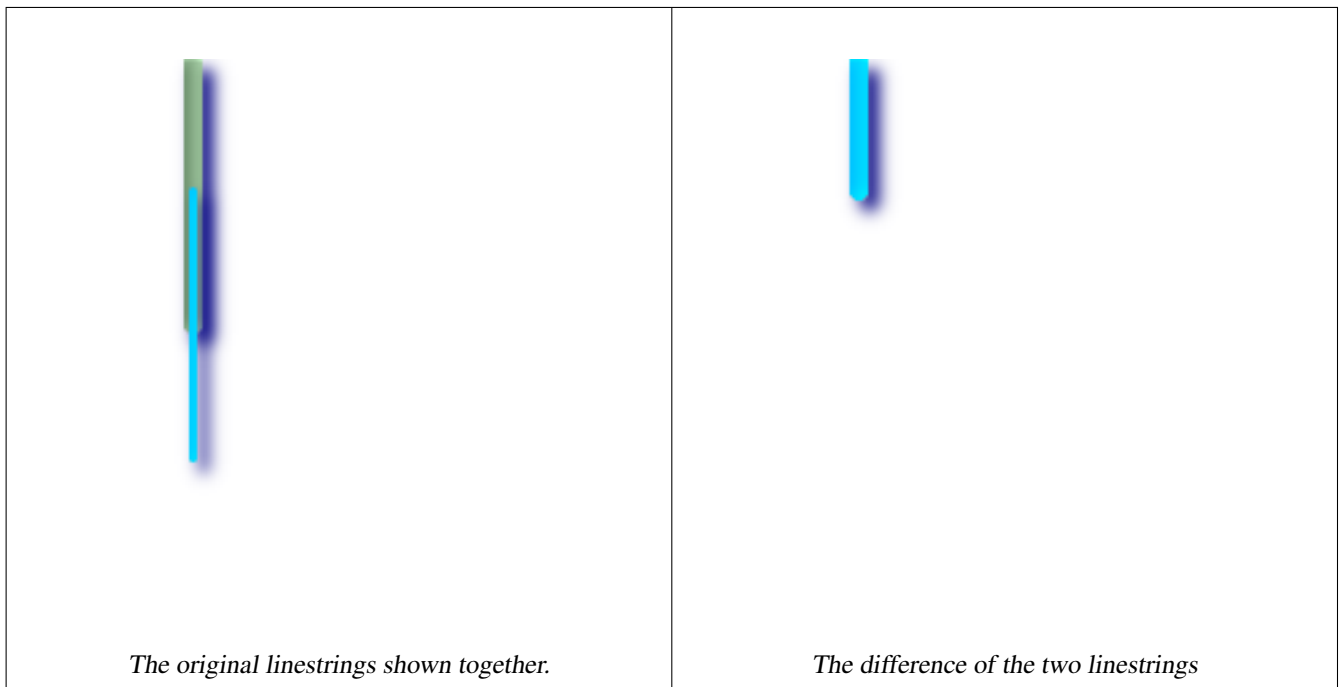 The original linestrings shown together.
The difference of the two linestrings